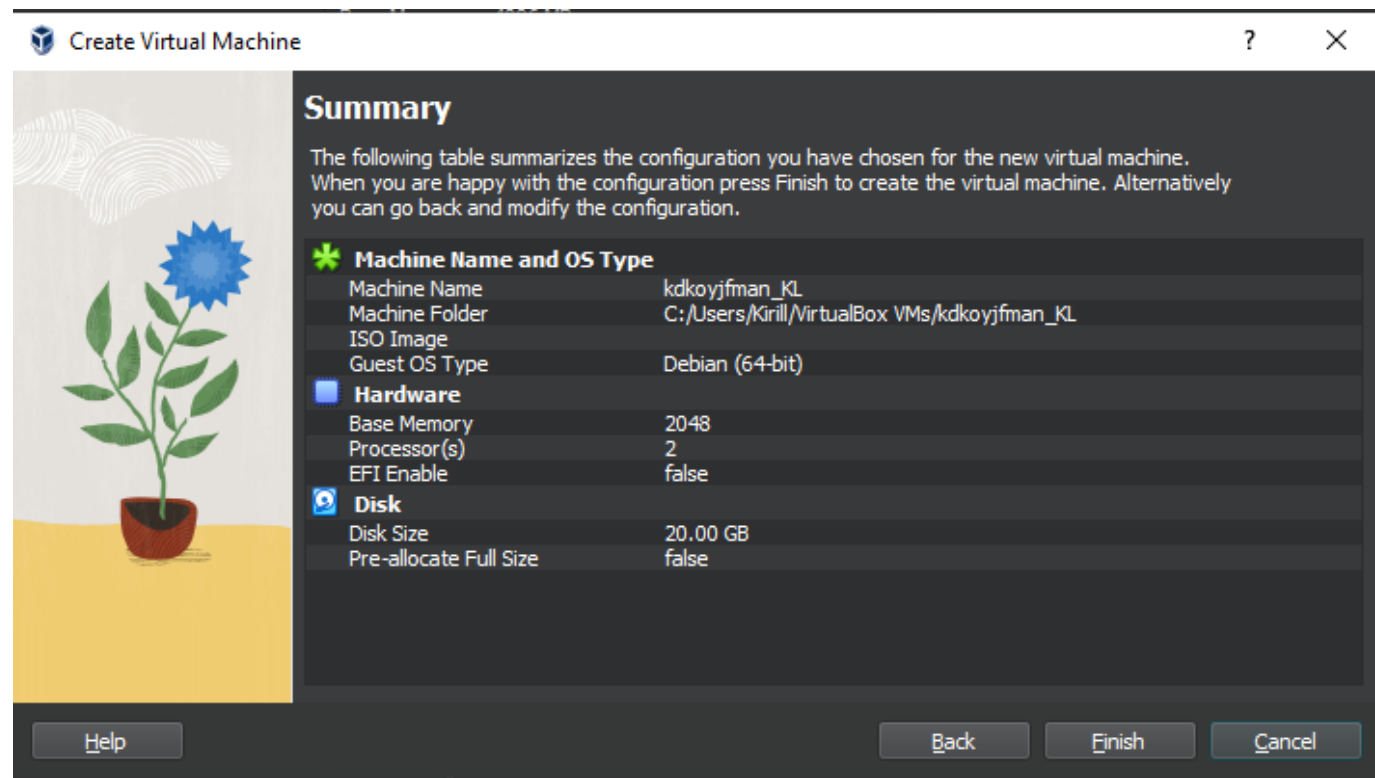 Create Virtual Machine
?
Summary
The following table summarizes the configuration you have chosen for the new virtual machine.
When you are happy with the configuration press Finish to create the virtual machine. Alternatively
you can go back and modify the configuration.
Machine Name and OS Type
Machine Name kdkoyjfman_KL
Machine Folder C:/Users/Kirill/VirtualBox VMs/kdkoyjfman_KL
ISO Image
Guest OS Type Debian (64-bit)
Hardware
Base Memory 2048
Processor(s) 2
EFI Enable false
Disk
Disk Size 20.00 GB
Pre-allocate Full Size false
Help Back Finish Cancel